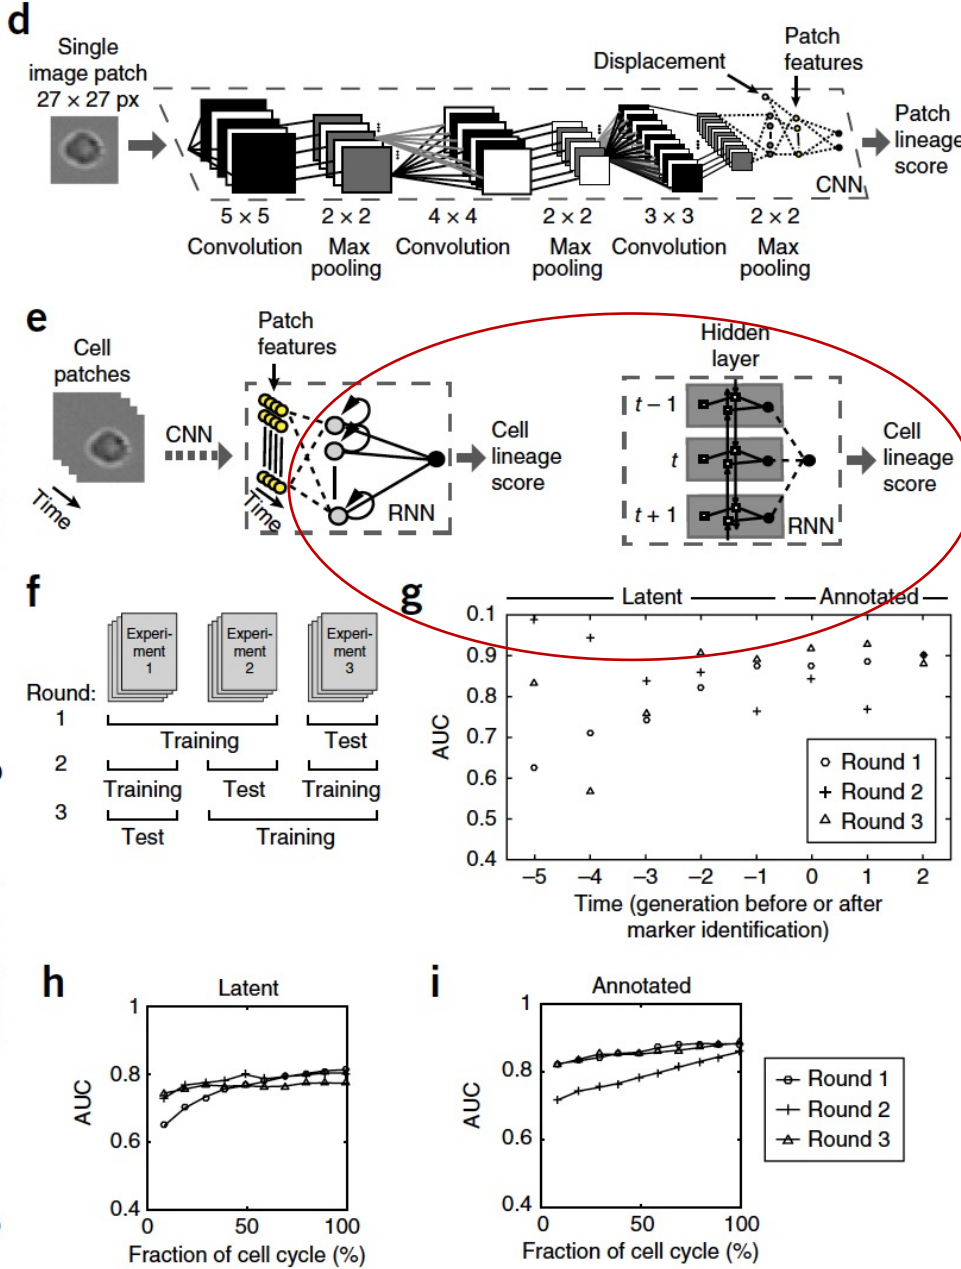 d
Single
image patch
27 × 27 px
Displacement
Patch
features
Patch
lineage
score
CNN
5 × 5
Convolution
2 × 2
Max
pooling
4 × 4
Convolution
2 × 2
Max
pooling
3 × 3
Convolution
2 × 2
Max
pooling
e
Cell
patches
Time
CNN
Patch
features
Time
RNN
Cell
lineage
score
Hidden
layer
t – 1
t
t + 1
RNN
Cell
lineage
score
f
Experi-
ment
1
Experi-
ment
2
Experi-
ment
3
Round:
1
Training
Test
2
Training
Test
Training
3
Test
Training
g
Latent
Annotated
0.1
0.9
0.8
0.7
0.6
0.5
0.4
AUC
Round 1
Round 2
Round 3
–5 –4 –3 –2 –1 0 1 2
Time (generation before or after
marker identification)
h
Latent
1
0.8
0.6
0.4
AUC
0 50 100
Fraction of cell cycle (%)
i
Annotated
1
0.8
0.6
0.4
AUC
0 50 100
Fraction of cell cycle (%)
Round 1
Round 2
Round 3